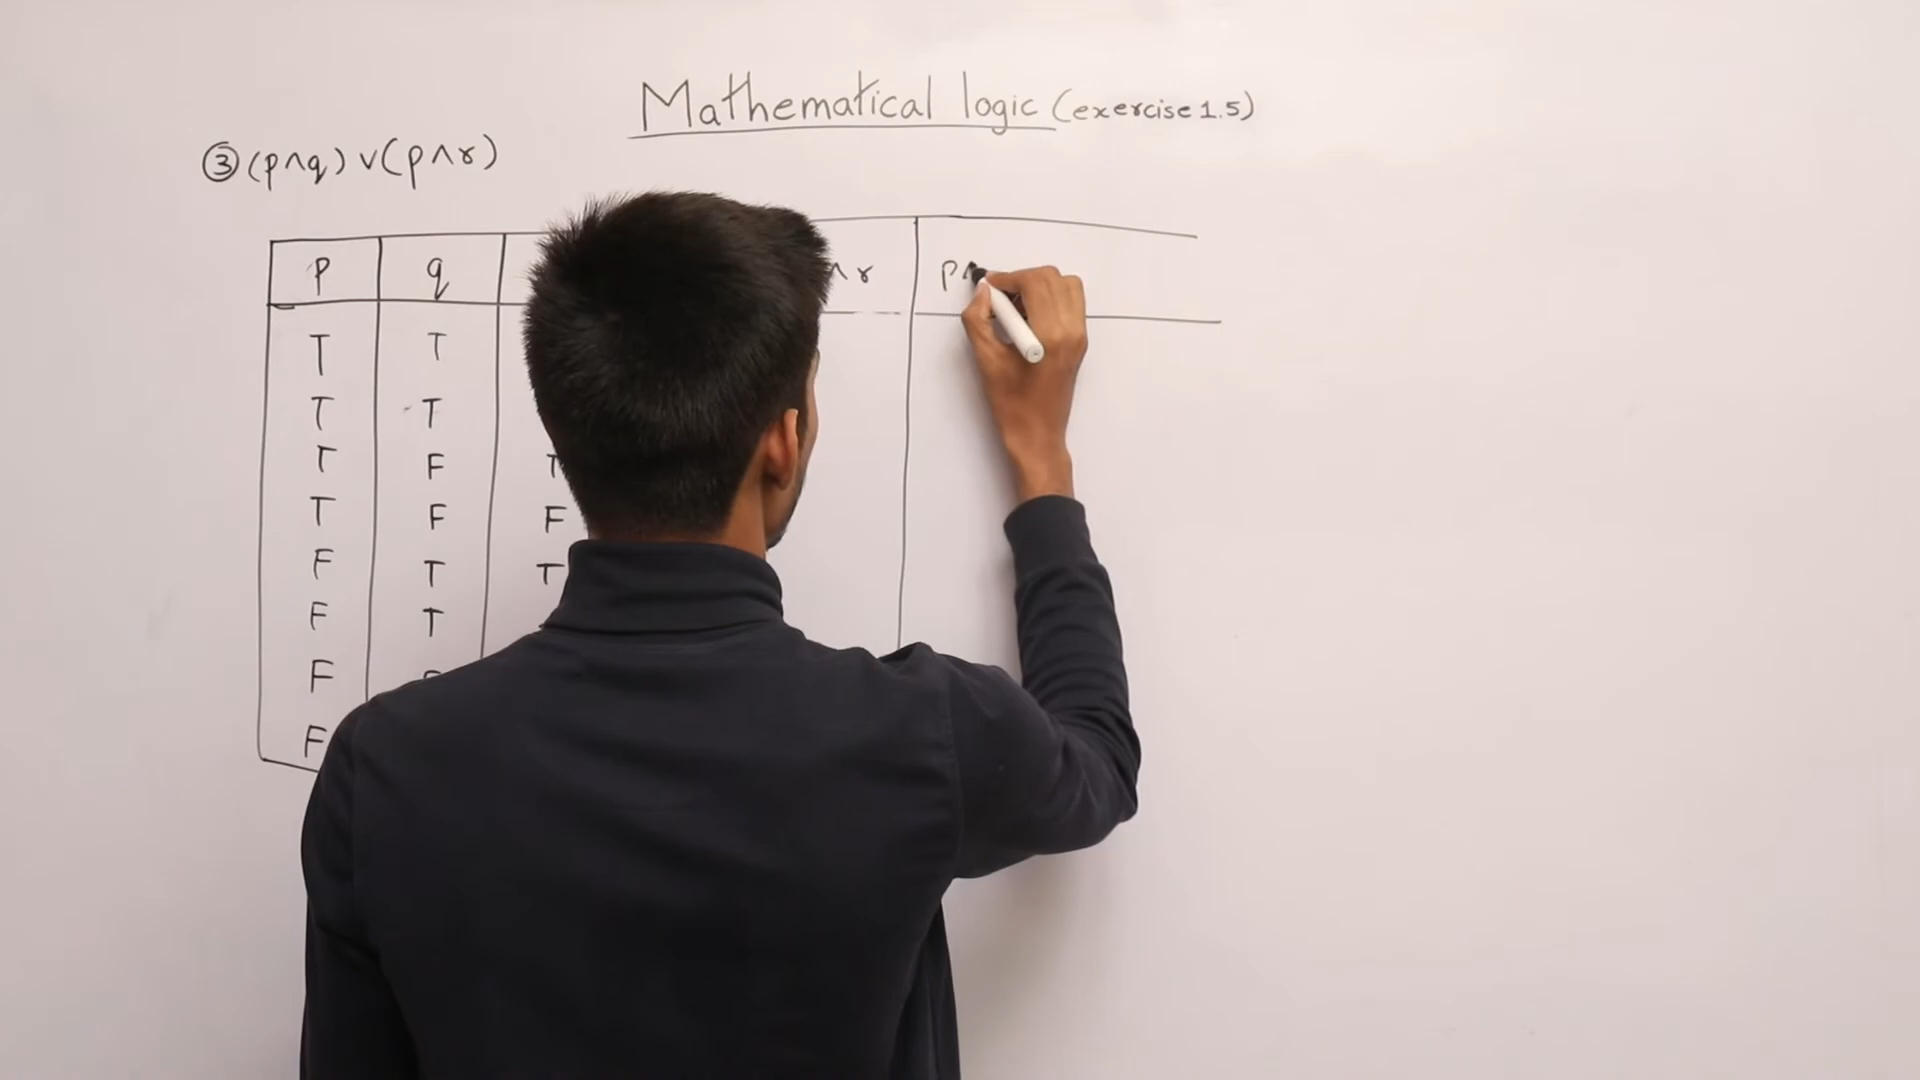 Mathematical logic (exercise 1.5)
③ (p∧q) ∨ (p∧r)
p q ∧ r p∧
T T
T T
T F T
T F F
F T T
F T
F
F